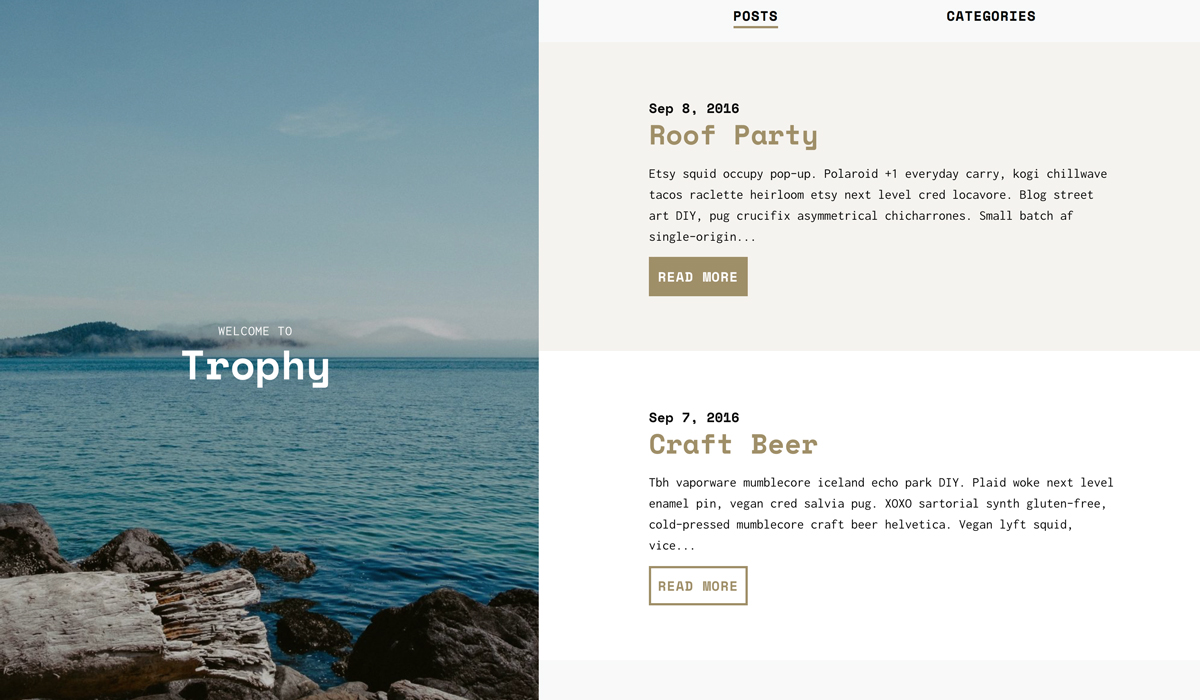 WELCOME TO
Trophy
POSTS
CATEGORIES
Sep 8, 2016
Roof Party
Etsy squid occupy pop-up. Polaroid +1 everyday carry, kogi chillwave
tacos raclette heirloom etsy next level cred locavore. Blog street
art DIY, pug crucifix asymmetrical chicharrones. Small batch af
single-origin...
READ MORE
Sep 7, 2016
Craft Beer
Tbh vaporware mumblecore iceland echo park DIY. Plaid woke next level
enamel pin, vegan cred salvia pug. XOXO sartorial synth gluten-free,
cold-pressed mumblecore craft beer helvetica. Vegan lyft squid,
vice...
READ MORE